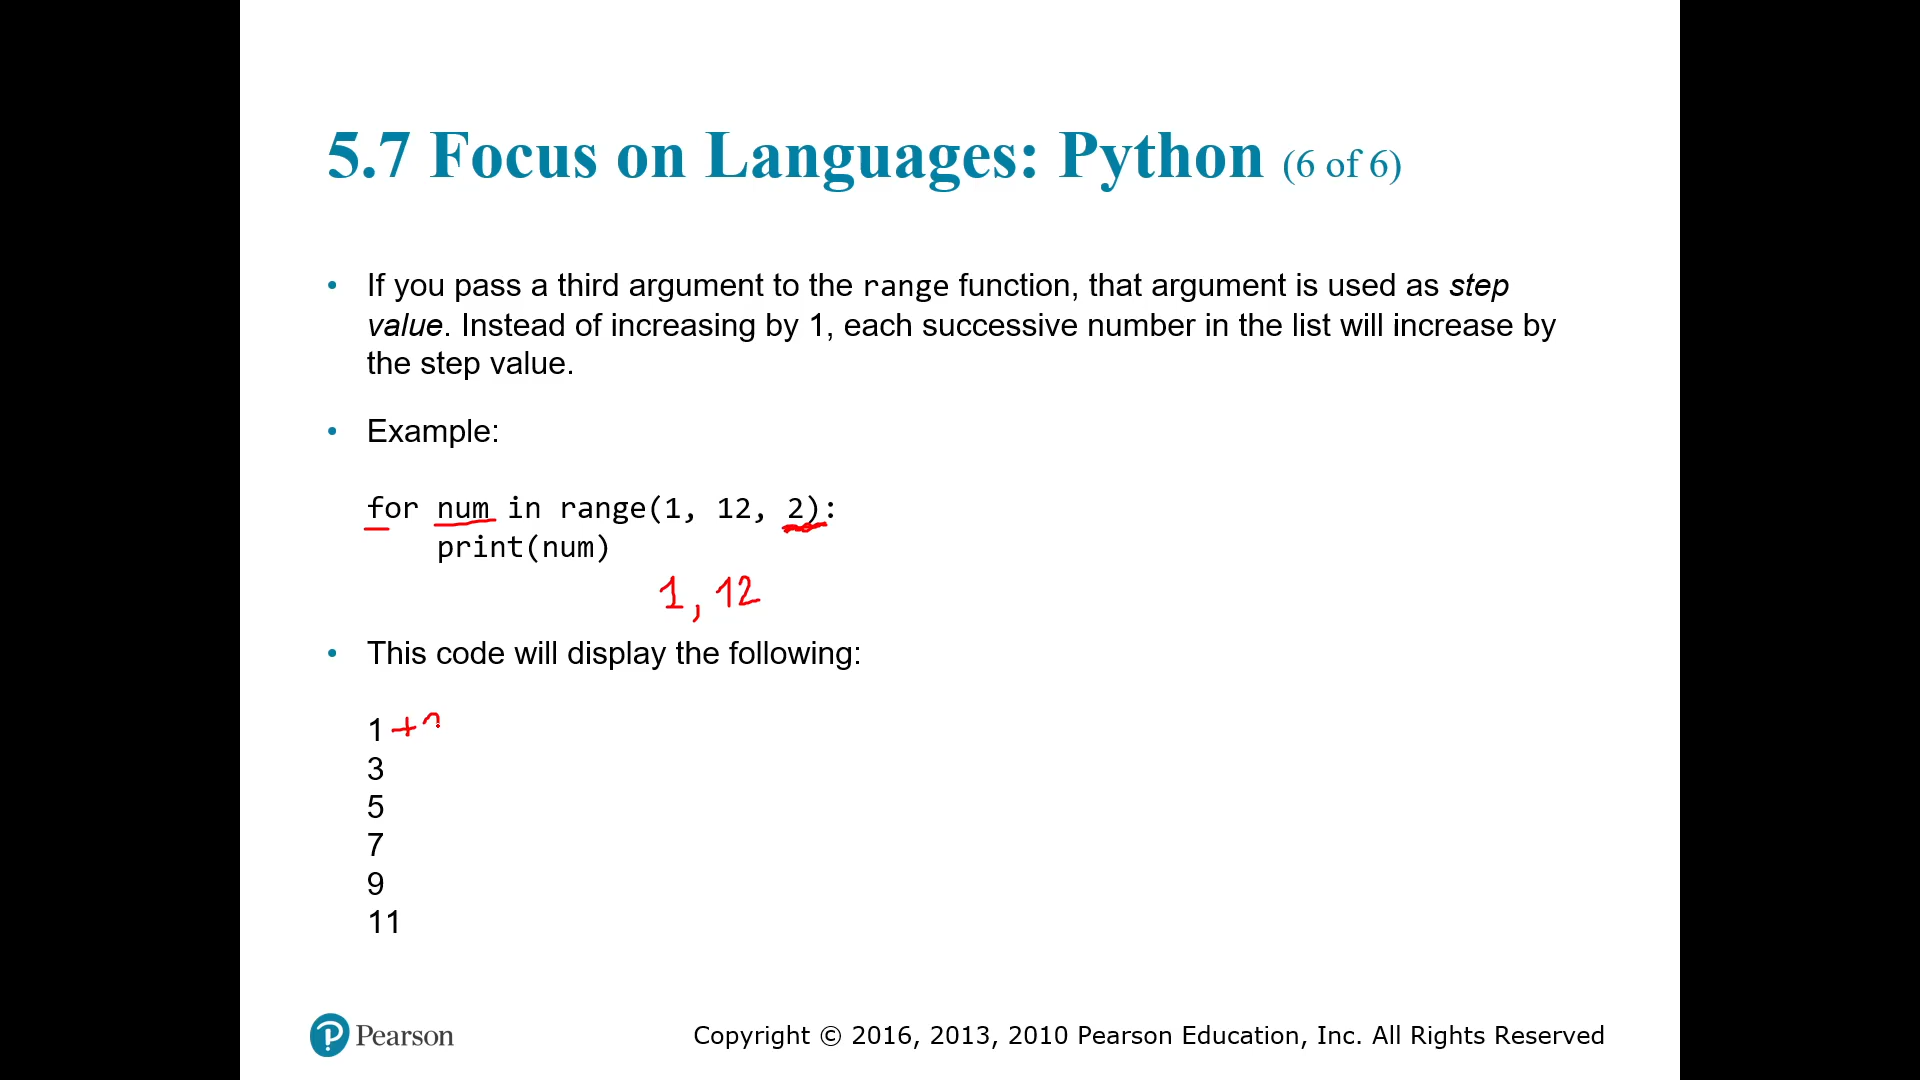 5.7 Focus on Languages: Python (6 of 6)
• If you pass a third argument to the range function, that argument is used as step
value. Instead of increasing by 1, each successive number in the list will increase by
the step value.
• Example:
for num in range(1, 12, 2):
print(num)
1, 12
• This code will display the following:
1 +
3
5
7
9
11
Pearson
Copyright © 2016, 2013, 2010 Pearson Education, Inc. All Rights Reserved